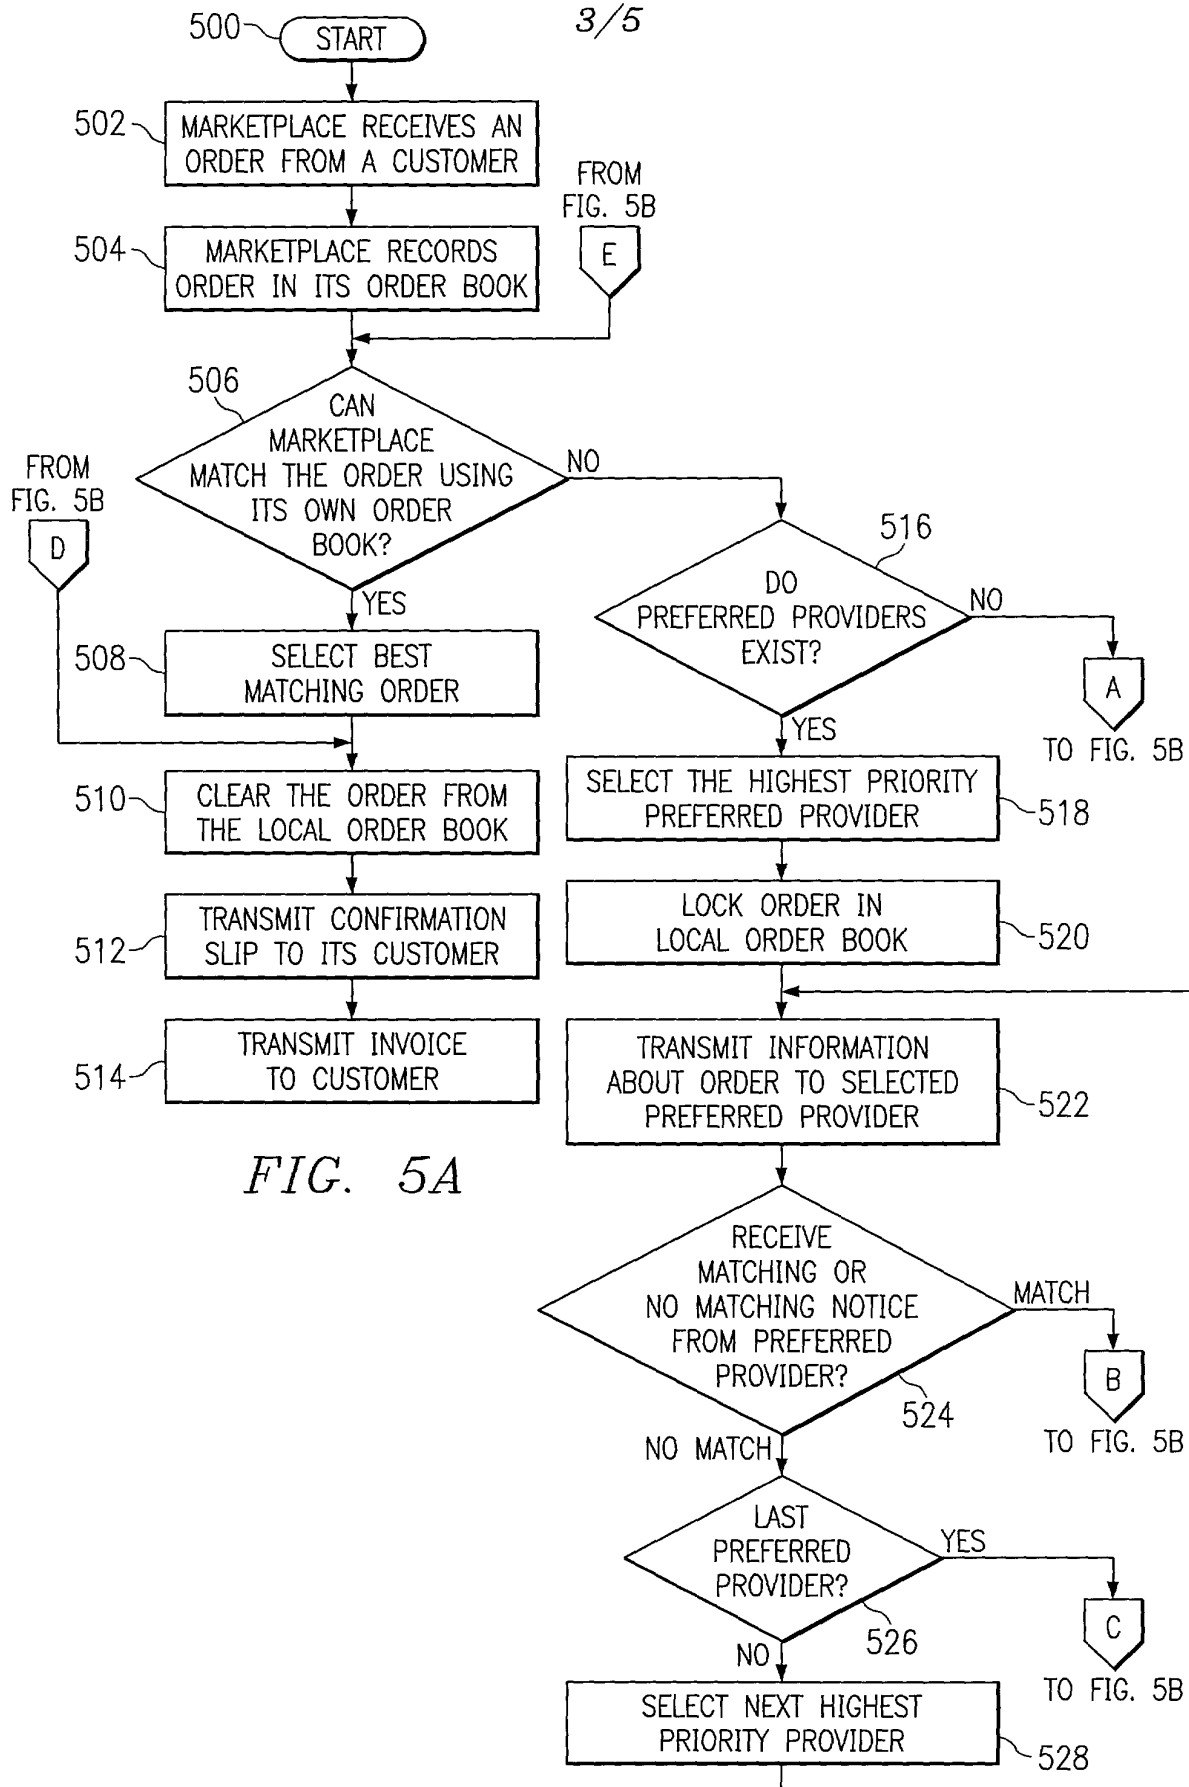 3/5
500
START
502
MARKETPLACE RECEIVES AN
ORDER FROM A CUSTOMER
FROM
FIG. 5B
E
504
MARKETPLACE RECORDS
ORDER IN ITS ORDER BOOK
506
CAN
MARKETPLACE
MATCH THE ORDER USING
ITS OWN ORDER
BOOK?
NO
YES
FROM
FIG. 5B
D
508
SELECT BEST
MATCHING ORDER
510
CLEAR THE ORDER FROM
THE LOCAL ORDER BOOK
512
TRANSMIT CONFIRMATION
SLIP TO ITS CUSTOMER
514
TRANSMIT INVOICE
TO CUSTOMER
FIG. 5A
516
DO
PREFERRED PROVIDERS
EXIST?
NO
A
TO FIG. 5B
YES
SELECT THE HIGHEST PRIORITY
PREFERRED PROVIDER
518
LOCK ORDER IN
LOCAL ORDER BOOK
520
TRANSMIT INFORMATION
ABOUT ORDER TO SELECTED
PREFERRED PROVIDER
522
RECEIVE
MATCHING OR
NO MATCHING NOTICE
FROM PREFERRED
PROVIDER?
524
MATCH
B
TO FIG. 5B
NO MATCH
LAST
PREFERRED
PROVIDER?
526
YES
C
TO FIG. 5B
NO
SELECT NEXT HIGHEST
PRIORITY PROVIDER
528